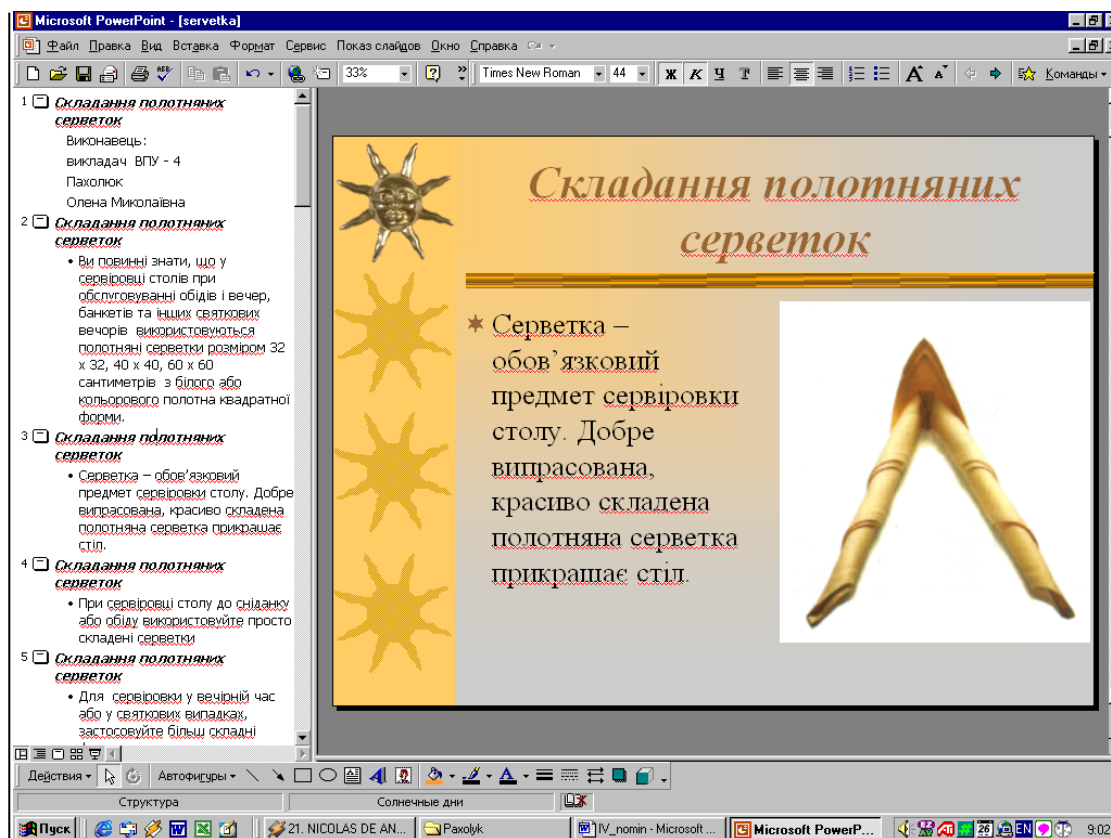 Microsoft PowerPoint - [servetka]
Файл Правка Вид Вставка Формат Сервис Показ слайдов Окно Справка
33% Times New Roman 44 Ж К Ч Команды
1 Складання полотняних
серветок
Виконавець:
викладач ВПУ - 4
Пахолюк
Олена Миколаївна
2 Складання полотняних
серветок
• Ви повинні знати, що у
сервіровці столів при
обслуговуванні обідів і вечер,
банкетів та інших святкових
вечорів використовуються
полотняні серветки розміром 32
х 32, 40 х 40, 60 х 60
сантиметрів з білого або
кольорового полотна квадратної
форми.
3 Складання полотняних
серветок
• Серветка – обов’язковий
предмет сервіровки столу. Добре
випрасована, красиво складена
полотняна серветка прикрашає
стіл.
4 Складання полотняних
серветок
• При сервіровці столу до сніданку
або обіду використовуйте просто
складені серветки
5 Складання полотняних
серветок
• Для сервіровки у вечірній час
або у святкових випадках,
застосовуйте більш складні
Складання полотняних
серветок
Серветка –
обов’язковий
предмет сервіровки
столу. Добре
випрасована,
красиво складена
полотняна серветка
прикрашає стіл.
Действия Автофигуры
Структура Солнечные дни
Пуск 21. NICOLAS DE AN... Paxolyk IV_nomin - Microsoft ... Microsoft PowerP... 26 EN 9:02